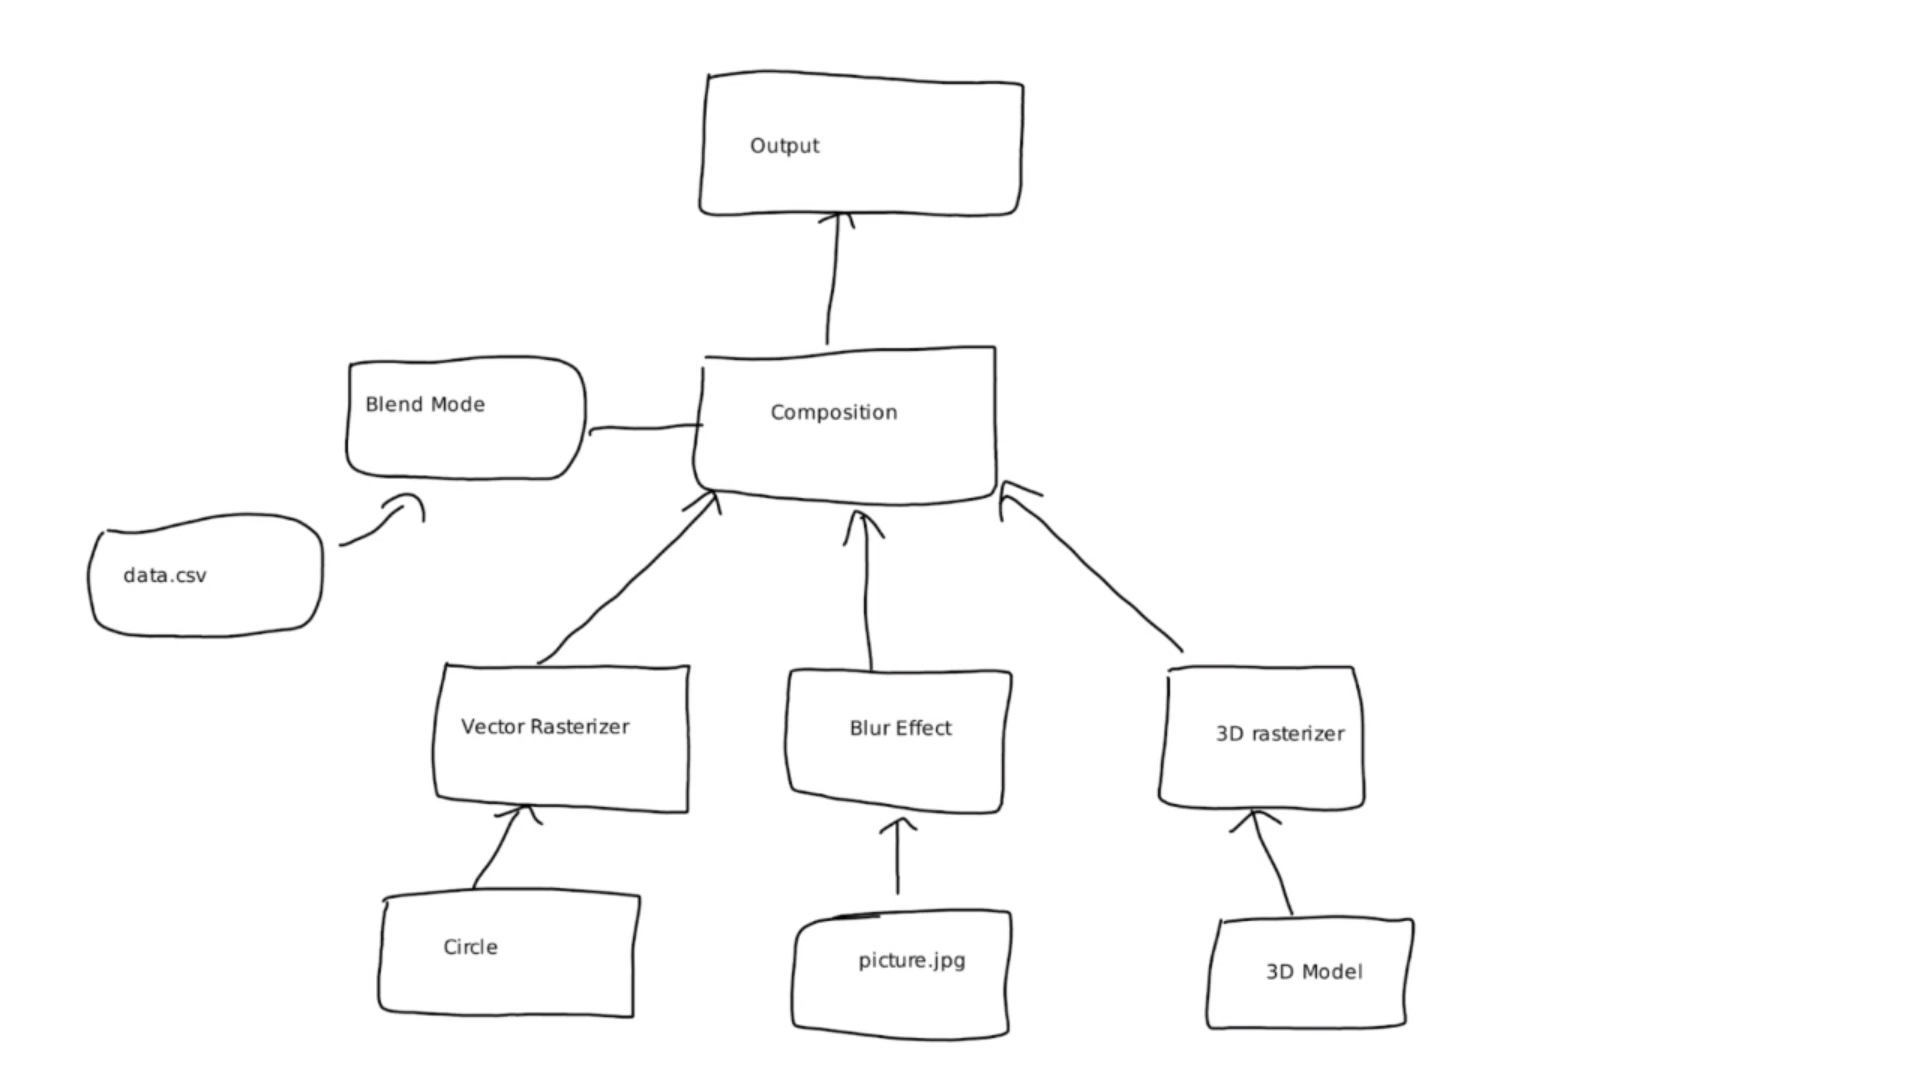 Output
Blend Mode
Composition
data.csv
Vector Rasterizer
Blur Effect
3D rasterizer
Circle
picture.jpg
3D Model